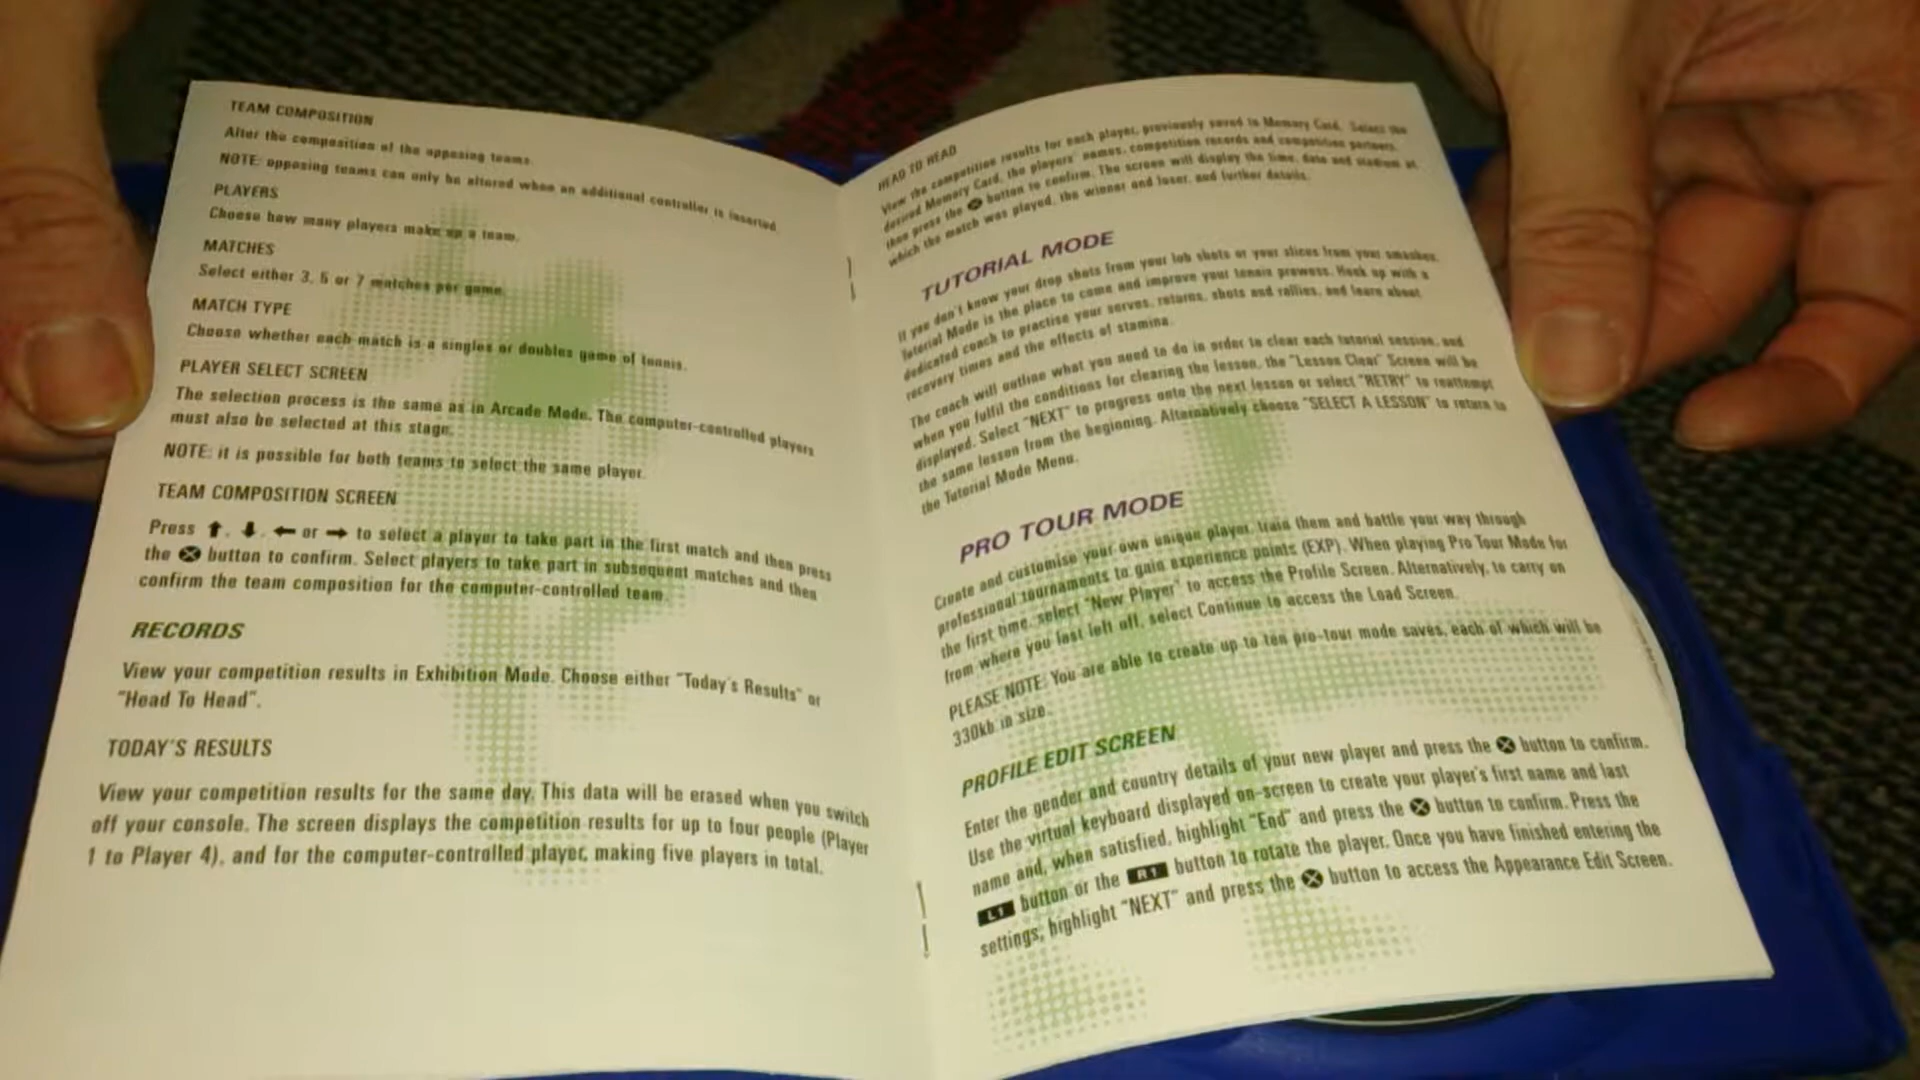 TEAM COMPOSITION
Alter the composition of the opposing teams.
NOTE: opposing teams can only be altered when an additional controller is inserted.
PLAYERS
Choose how many players make up a team.
MATCHES
Select either 3, 5 or 7 matches per game.
MATCH TYPE
Choose whether each match is a singles or doubles game of tennis.
PLAYER SELECT SCREEN
The selection process is the same as in Arcade Mode. The computer-controlled players
must also be selected at this stage.
NOTE: it is possible for both teams to select the same player.
TEAM COMPOSITION SCREEN
Press ↑, ↓, ← or → to select a player to take part in the first match and then press
the ⊗ button to confirm. Select players to take part in subsequent matches and then
confirm the team composition for the computer-controlled team.
RECORDS
View your competition results in Exhibition Mode. Choose either "Today's Results" or
"Head To Head".
TODAY'S RESULTS
View your competition results for the same day. This data will be erased when you switch
off your console. The screen displays the competition results for up to four people (Player
1 to Player 4), and for the computer-controlled player, making five players in total.
HEAD TO HEAD
View the competition results for each player, previously saved to Memory Card. Select the
desired Memory Card, the players' names, competition records and competition partners,
then press the ⊗ button to confirm. The screen will display the time, date and stadium at
which the match was played, the winner and loser, and further details.
TUTORIAL MODE
If you don't know your drop shots from your lob shots or your slices from your smashes,
Tutorial Mode is the place to come and improve your tennis prowess. Hook up with a
dedicated coach to practise your serves, returns, shots and rallies, and learn about
recovery times and the effects of stamina.
The coach will outline what you need to do in order to clear each tutorial session, and
when you fulfil the conditions for clearing the lesson, the "Lesson Clear" Screen will be
displayed. Select "NEXT" to progress onto the next lesson or select "RETRY" to reattempt
the same lesson from the beginning. Alternatively choose "SELECT A LESSON" to return to
the Tutorial Mode Menu.
PRO TOUR MODE
Create and customise your own unique player, train them and battle your way through
professional tournaments to gain experience points (EXP). When playing Pro Tour Mode for
the first time, select "New Player" to access the Profile Screen. Alternatively, to carry on
from where you last left off, select Continue to access the Load Screen.
PLEASE NOTE: You are able to create up to ten pro-tour mode saves, each of which will be
330kb in size.
PROFILE EDIT SCREEN
Enter the gender and country details of your new player and press the ⊗ button to confirm.
Use the virtual keyboard displayed on-screen to create your player's first name and last
name and, when satisfied, highlight "End" and press the ⊗ button to confirm. Press the
L1 button or the R1 button to rotate the player. Once you have finished entering the
settings, highlight "NEXT" and press the ⊗ button to access the Appearance Edit Screen.